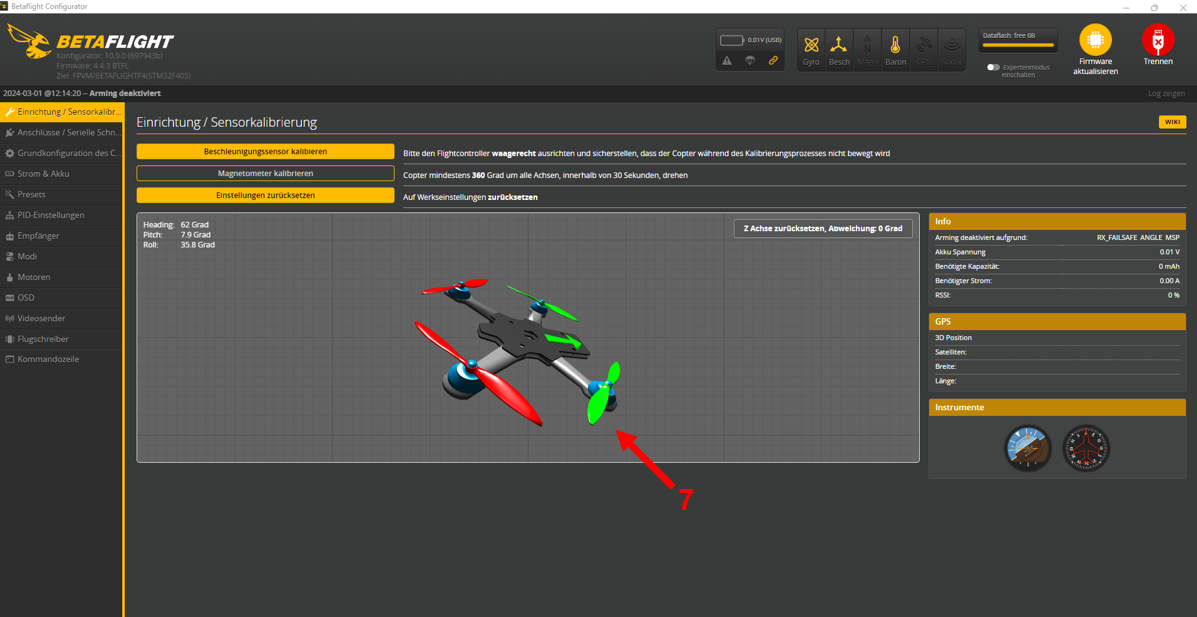 Betaflight Configurator
BETAFLIGHT
Konfigurator: 10.9.0 (697943b)
Firmware: 4.4.3 BTFL
Ziel: FPVM/BETAFLIGHTF4(STM32F405)
0.01V (USB)
Gyro
Besch
Mag
Baron
GPS
Sonar
Dataflash: free 0B
Expertenmodus
einschalten
Firmware
aktualisieren
Trennen
2024-03-01 @12:14:20 -- Arming deaktiviert
Log zeigen
Einrichtung / Sensorkalibr...
Anschlüsse / Serielle Schn...
Grundkonfiguration des C...
Strom & Akku
Presets
PID-Einstellungen
Empfänger
Modi
Motoren
OSD
Videosender
Flugschreiber
Kommandozeile
Einrichtung / Sensorkalibrierung
WIKI
Beschleunigungssensor kalibieren
Bitte den Flightcontroller waagerecht ausrichten und sicherstellen, dass der Copter während des Kalibrierungsprozesses nicht bewegt wird
Magnetometer kalibrieren
Copter mindestens 360 Grad um alle Achsen, innerhalb von 30 Sekunden, drehen
Einstellungen zurücksetzen
Auf Werkseinstellungen zurücksetzen
Heading: 62 Grad
Pitch: 7.9 Grad
Roll: 35.8 Grad
Z Achse zurücksetzen, Abweichung: 0 Grad
7
Info
Arming deaktiviert aufgrund: RX_FAILSAFE ANGLE MSP
Akku Spannung 0.01 V
Benötigte Kapazität: 0 mAh
Benötigter Strom: 0.00 A
RSSI: 0 %
GPS
3D Position
Satelliten:
Breite:
Länge:
Instrumente